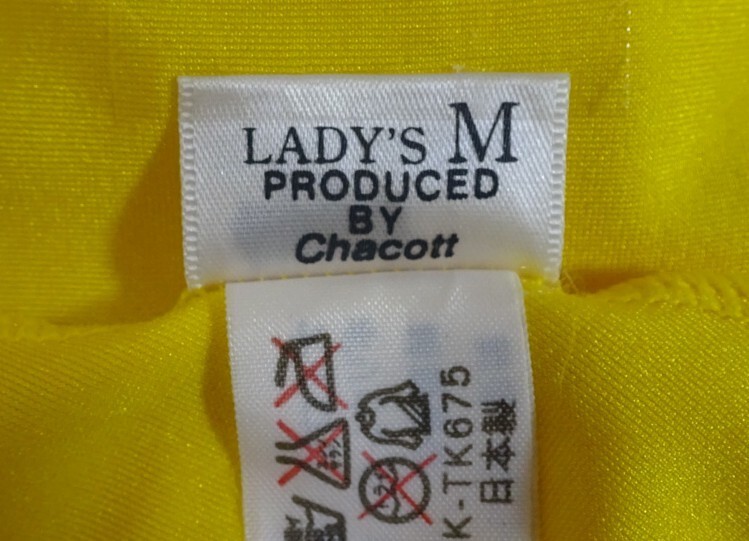 LADY'S M
PRODUCED
BY
Chacott
K-TK675
日本製